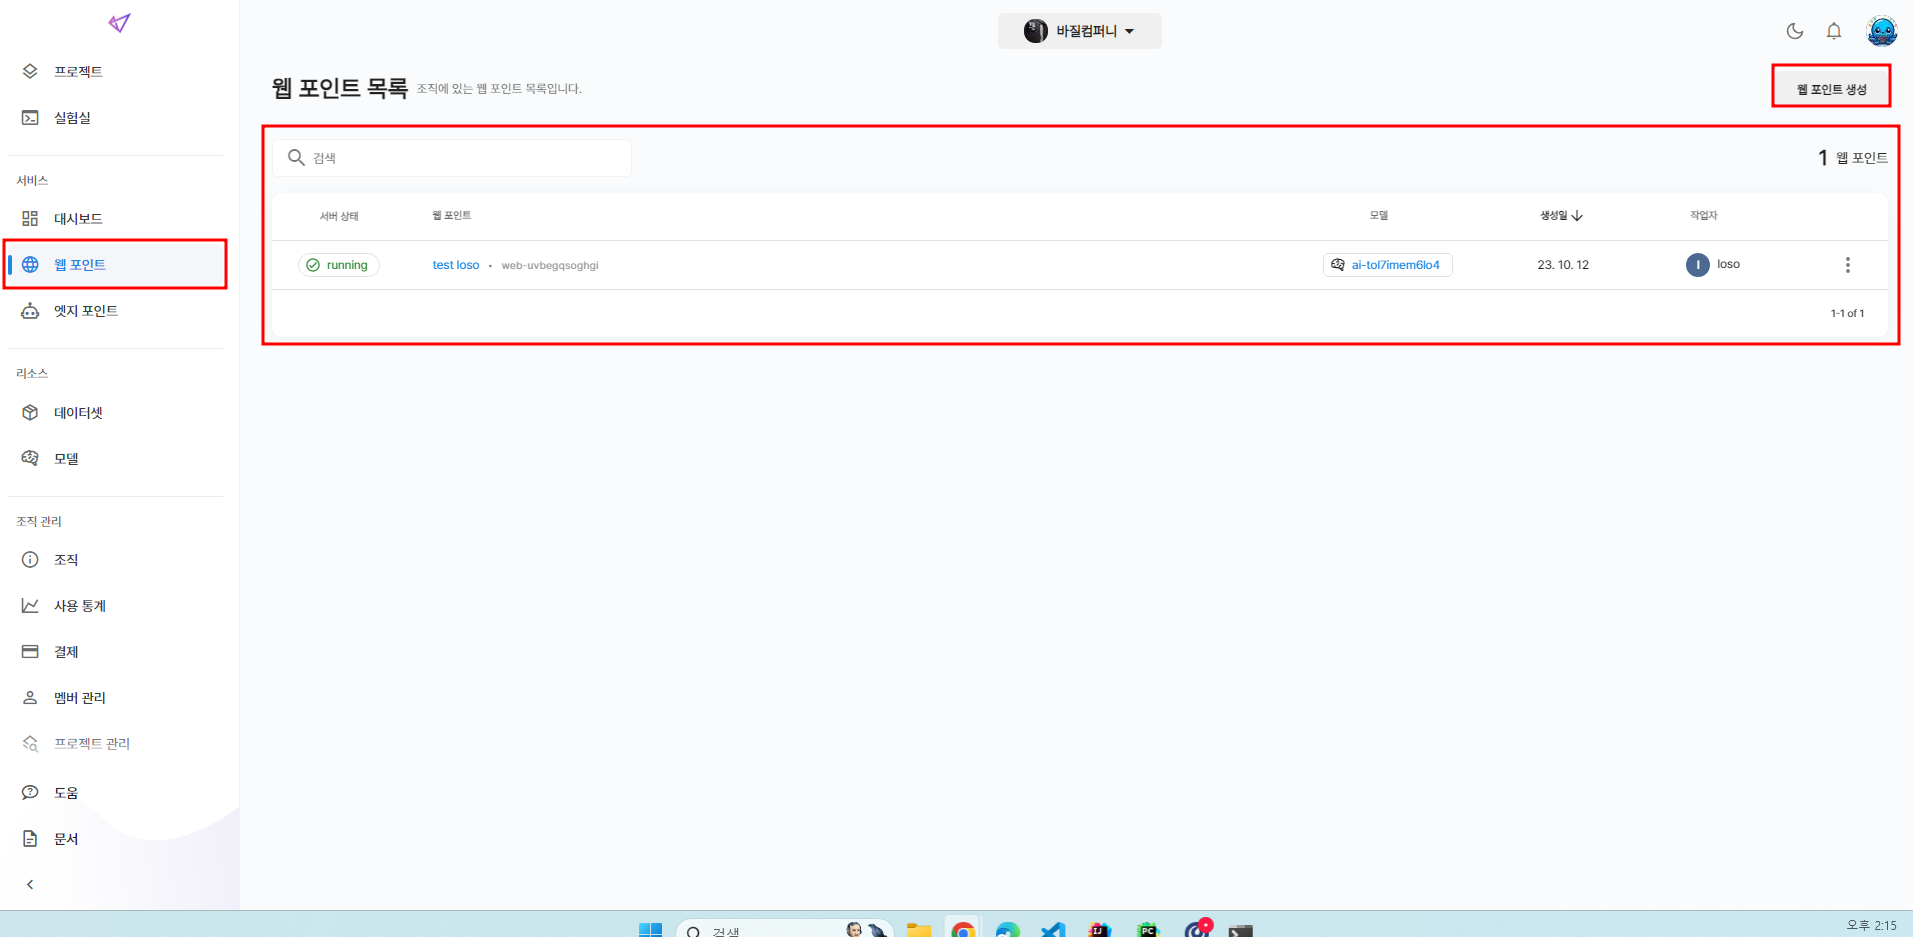 바질컴퍼니
프로젝트
실험실
서비스
대시보드
웹 포인트
엣지 포인트
리소스
데이터셋
모델
조직 관리
조직
사용 통계
결제
멤버 관리
프로젝트 관리
도움
문서
웹 포인트 목록 조직에 있는 웹 포인트 목록입니다.
웹 포인트 생성
검색
1 웹 포인트
서버 상태 웹 포인트 모델 생성일 작업자
running test loso • web-uvbegqsoghgi ai-tol7imem6lo4 23. 10. 12 l loso
1-1 of 1
검색
IJ
PC
오후 2:15